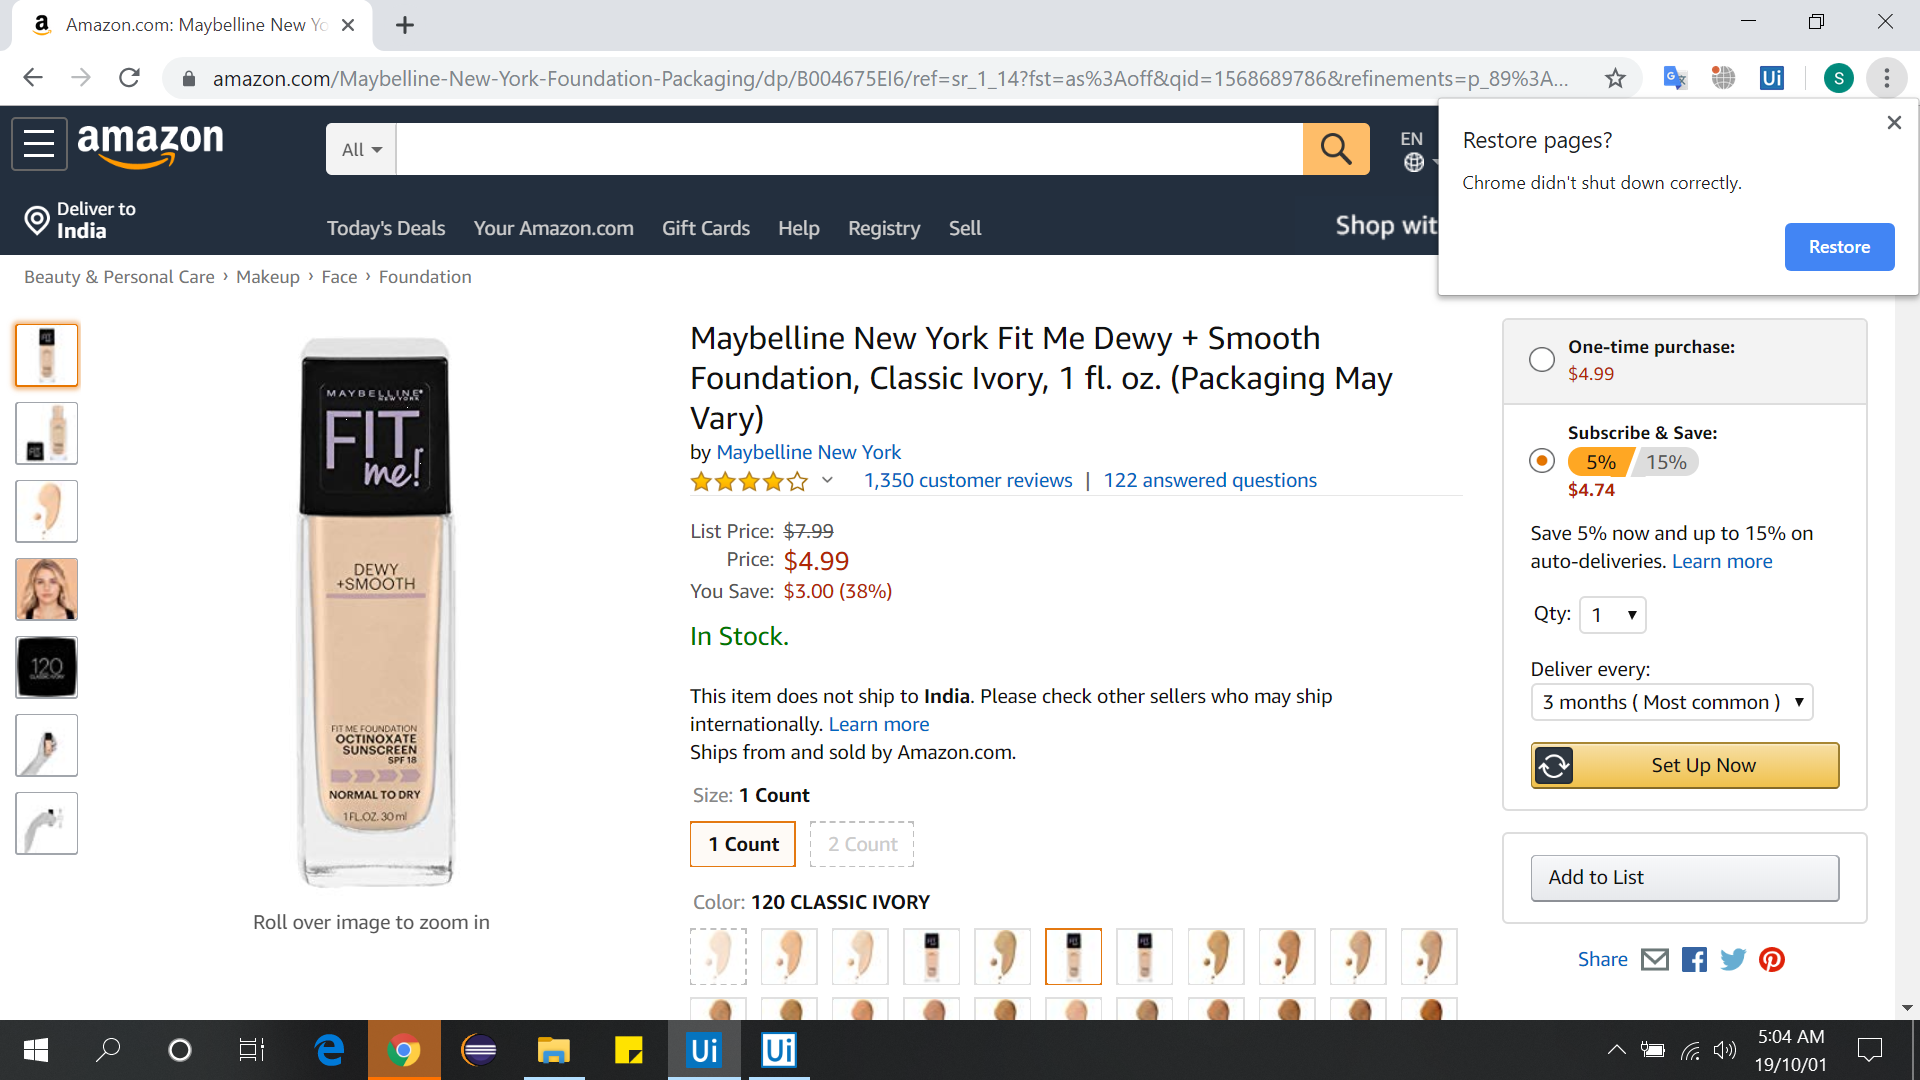 Amazon.com: Maybelline New Yo
amazon.com/Maybelline-New-York-Foundation-Packaging/dp/B004675EI6/ref=sr_1_14?fst=as%3Aoff&qid=1568689786&refinements=p_89%3A...
S
Ui
Restore pages?
Chrome didn't shut down correctly.
Restore
amazon
All
EN
Deliver to
India
Today's Deals
Your Amazon.com
Gift Cards
Help
Registry
Sell
Shop wit
Beauty & Personal Care › Makeup › Face › Foundation
MAYBELLINE
NEW YORK
FIT
me!
DEWY
+SMOOTH
FIT ME FOUNDATION
OCTINOXATE
SUNSCREEN
SPF 18
NORMAL TO DRY
1 FL.OZ. 30 ml
120
CLASSIC IVORY
Roll over image to zoom in
Maybelline New York Fit Me Dewy + Smooth
Foundation, Classic Ivory, 1 fl. oz. (Packaging May
Vary)
by Maybelline New York
1,350 customer reviews | 122 answered questions
List Price: $7.99
Price: $4.99
You Save: $3.00 (38%)
In Stock.
This item does not ship to India. Please check other sellers who may ship
internationally. Learn more
Ships from and sold by Amazon.com.
Size: 1 Count
1 Count
2 Count
Color: 120 CLASSIC IVORY
One-time purchase:
$4.99
Subscribe & Save:
5% 15%
$4.74
Save 5% now and up to 15% on
auto-deliveries. Learn more
Qty: 1
Deliver every:
3 months ( Most common )
Set Up Now
Add to List
Share
Ui
Ui
5:04 AM
19/10/01